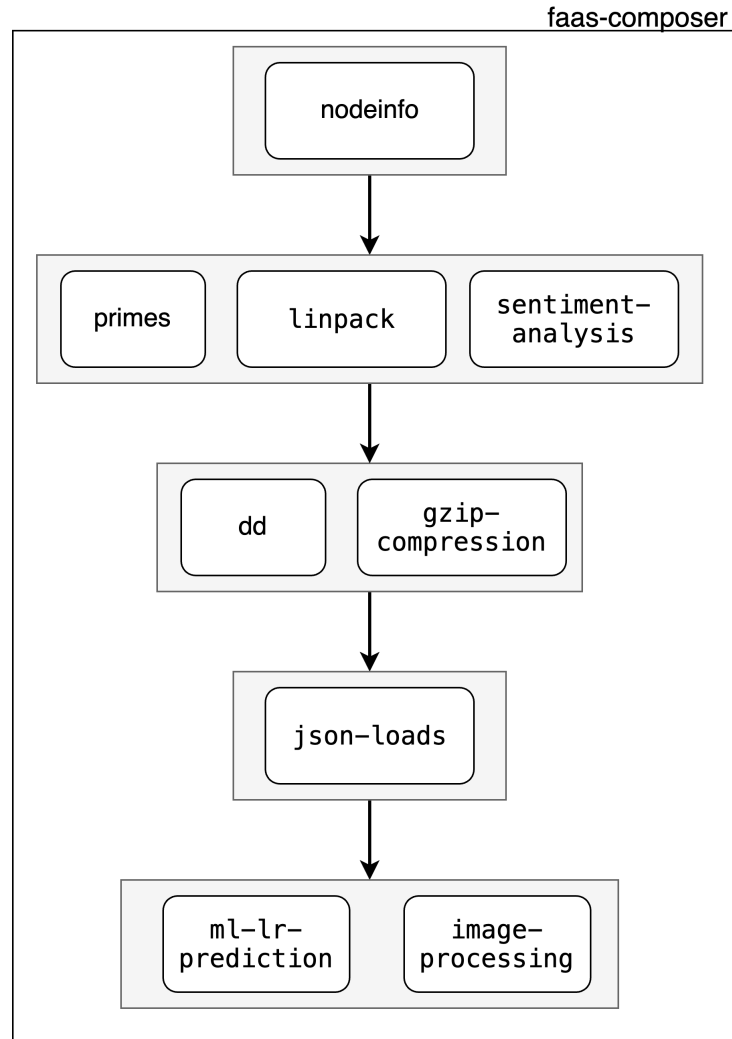 faas-composer
nodeinfo
primes
linpack
sentiment-
analysis
dd
gzip-
compression
json-loads
ml-lr-
prediction
image-
processing